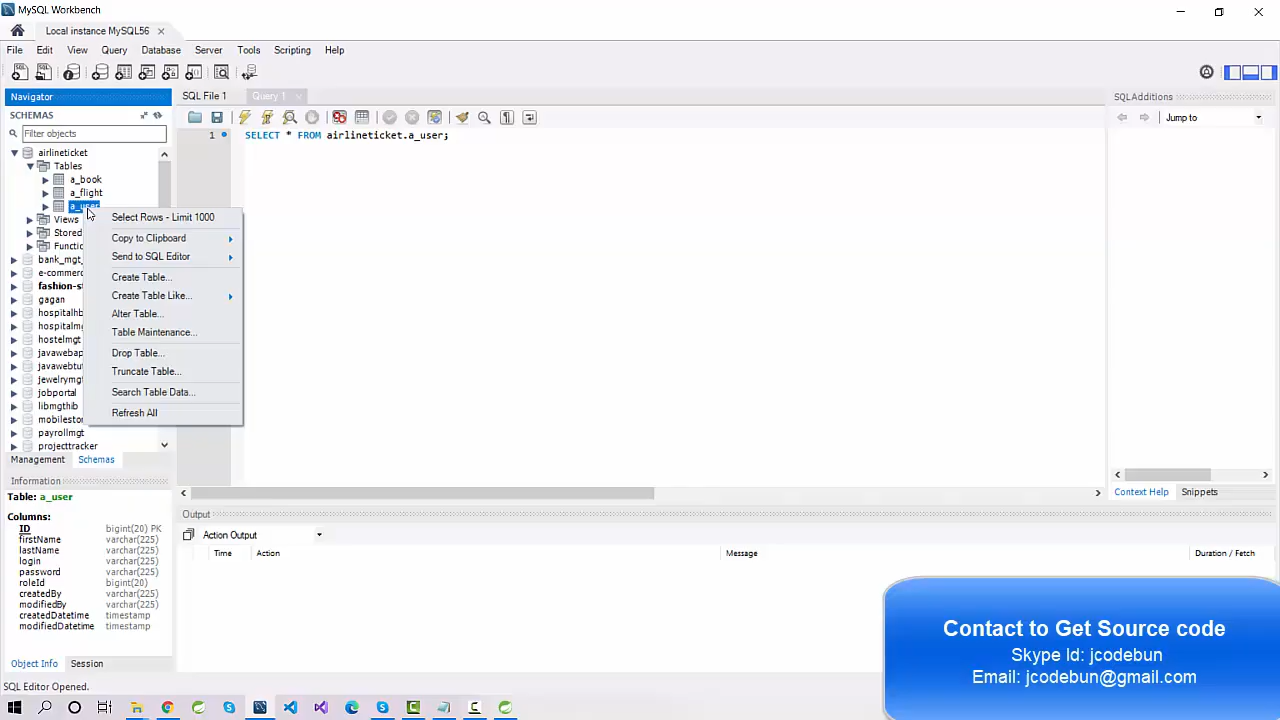 MySQL Workbench
Local instance MySQL56
File Edit View Query Database Server Tools Scripting Help
Navigator
SCHEMAS
Filter objects
airlineticket
Tables
a_book
a_flight
a_user
Views
Stored
Functio
bank_mgt_
e-commerc
fashion-st
gagan
hospitalhb
hospitalmg
hostelmgt
javawebap
javawebtu
jewelrymgt
jobportal
libmgthib
mobilestor
payrollmgt
projecttracker
Management Schemas
Information
Table: a_user
Columns:
ID bigint(20) PK
firstName varchar(225)
lastName varchar(225)
login varchar(225)
password varchar(225)
roleId bigint(20)
createdBy varchar(225)
modifiedBy varchar(225)
createdDatetime timestamp
modifiedDatetime timestamp
Object Info Session
SQL Editor Opened.
Select Rows - Limit 1000
Copy to Clipboard
Send to SQL Editor
Create Table...
Create Table Like...
Alter Table...
Table Maintenance...
Drop Table...
Truncate Table...
Search Table Data...
Refresh All
SQL File 1 Query 1
1 SELECT * FROM airlineticket.a_user;
Output
Action Output
Time Action Message Duration / Fetch
SQLAdditions
Jump to
Context Help Snippets
Contact to Get Source code
Skype Id: jcodebun
Email: jcodebun@gmail.com